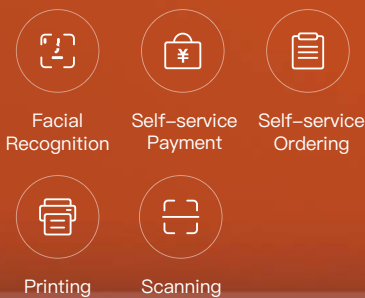 ¥
Facial
Recognition
Self-service
Payment
Self-service
Ordering
Printing
Scanning